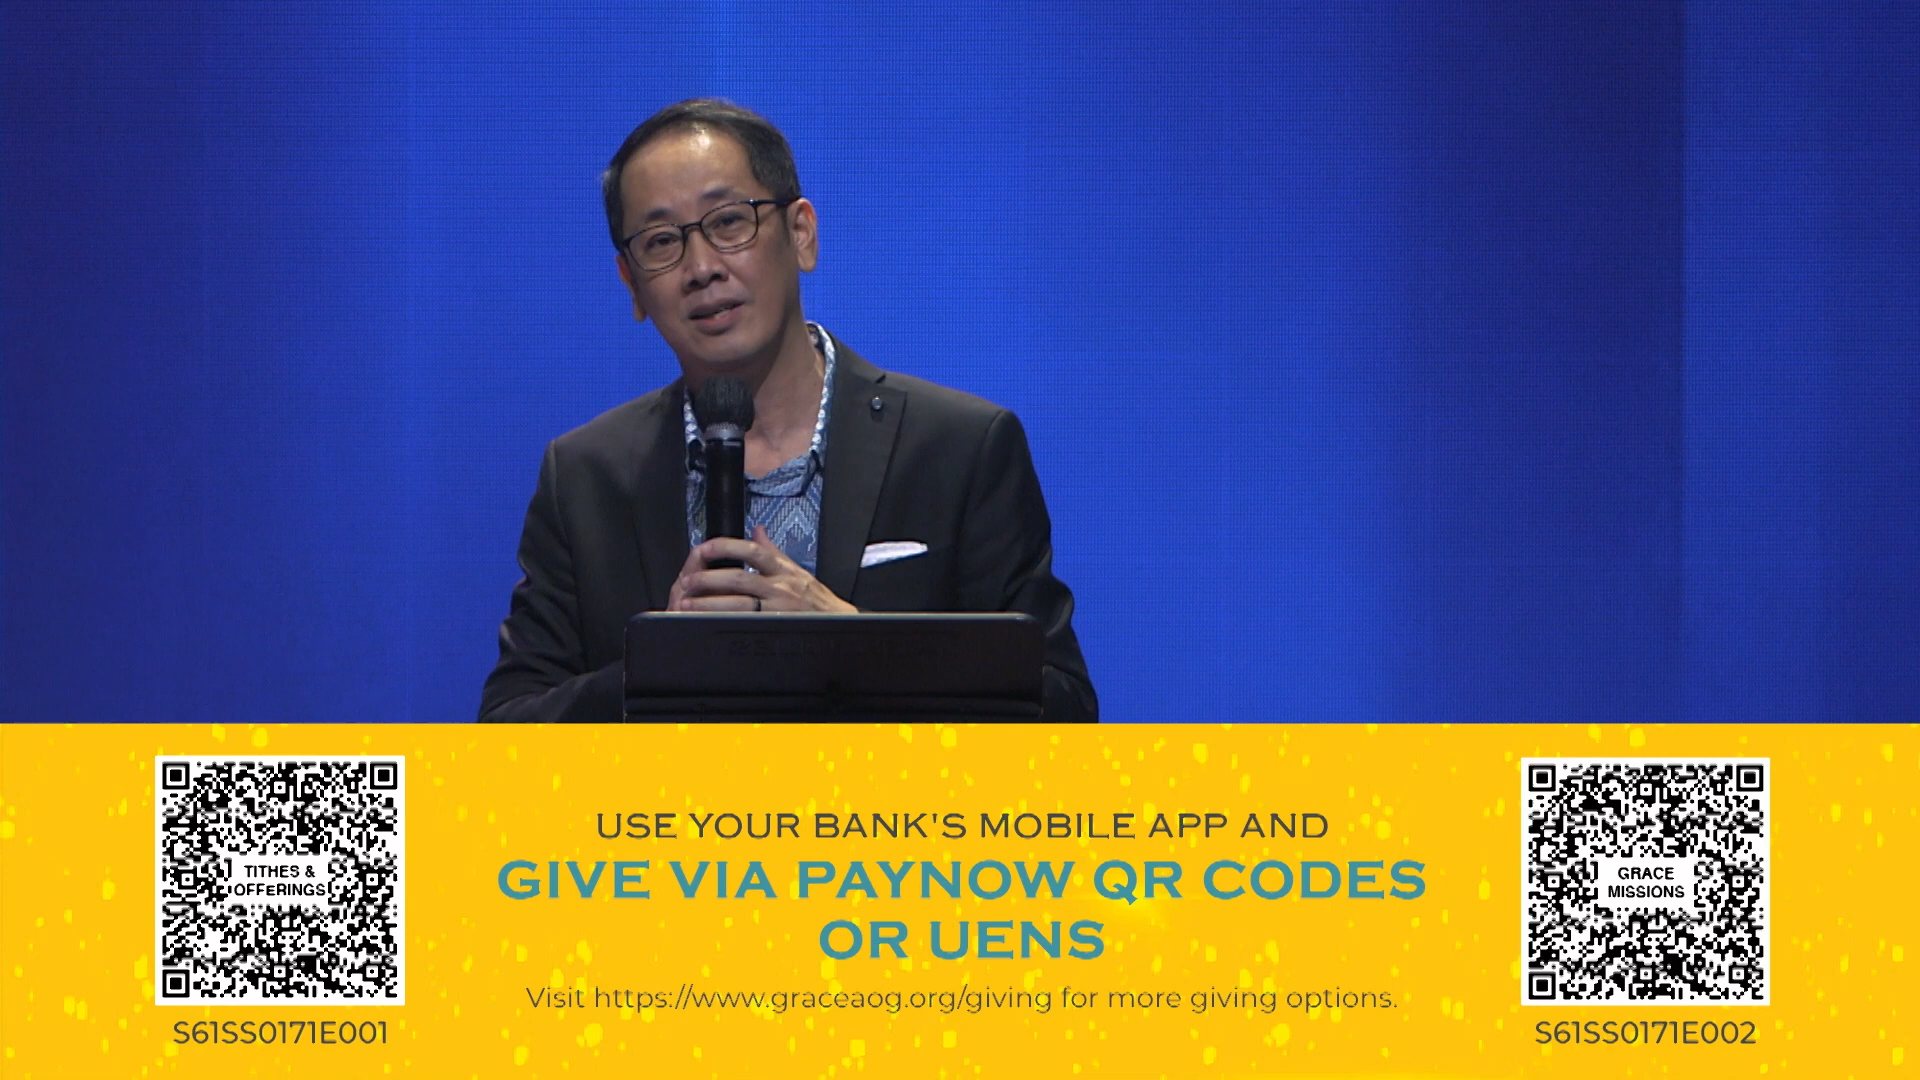 TITHES &
OFFERINGS
S61SS0171E001
USE YOUR BANK'S MOBILE APP AND
GIVE VIA PAYNOW QR CODES
OR UENS
Visit https://www.graceaog.org/giving for more giving options.
GRACE
MISSIONS
S61SS0171E002